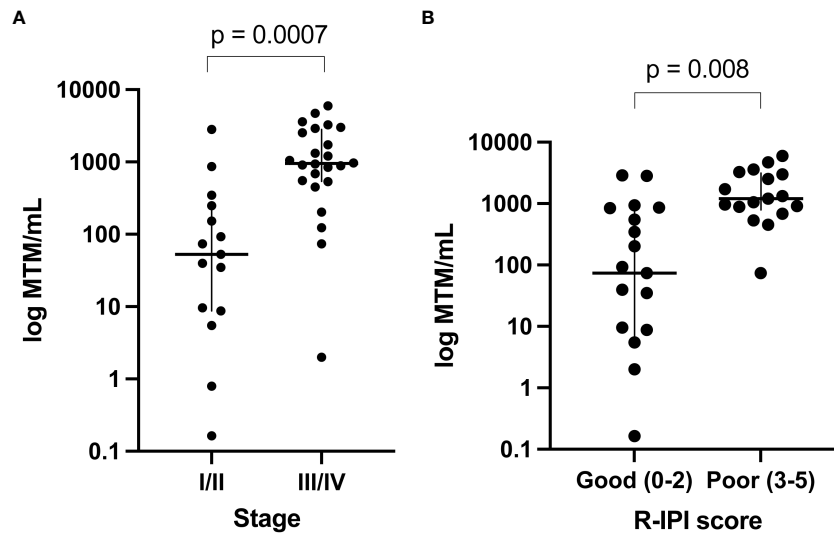 A
p = 0.0007
10000
1000
100
10
1
0.1
log MTM/mL
I/II
III/IV
Stage
B
p = 0.008
10000
1000
100
10
1
0.1
log MTM/mL
Good (0-2)
Poor (3-5)
R-IPI score